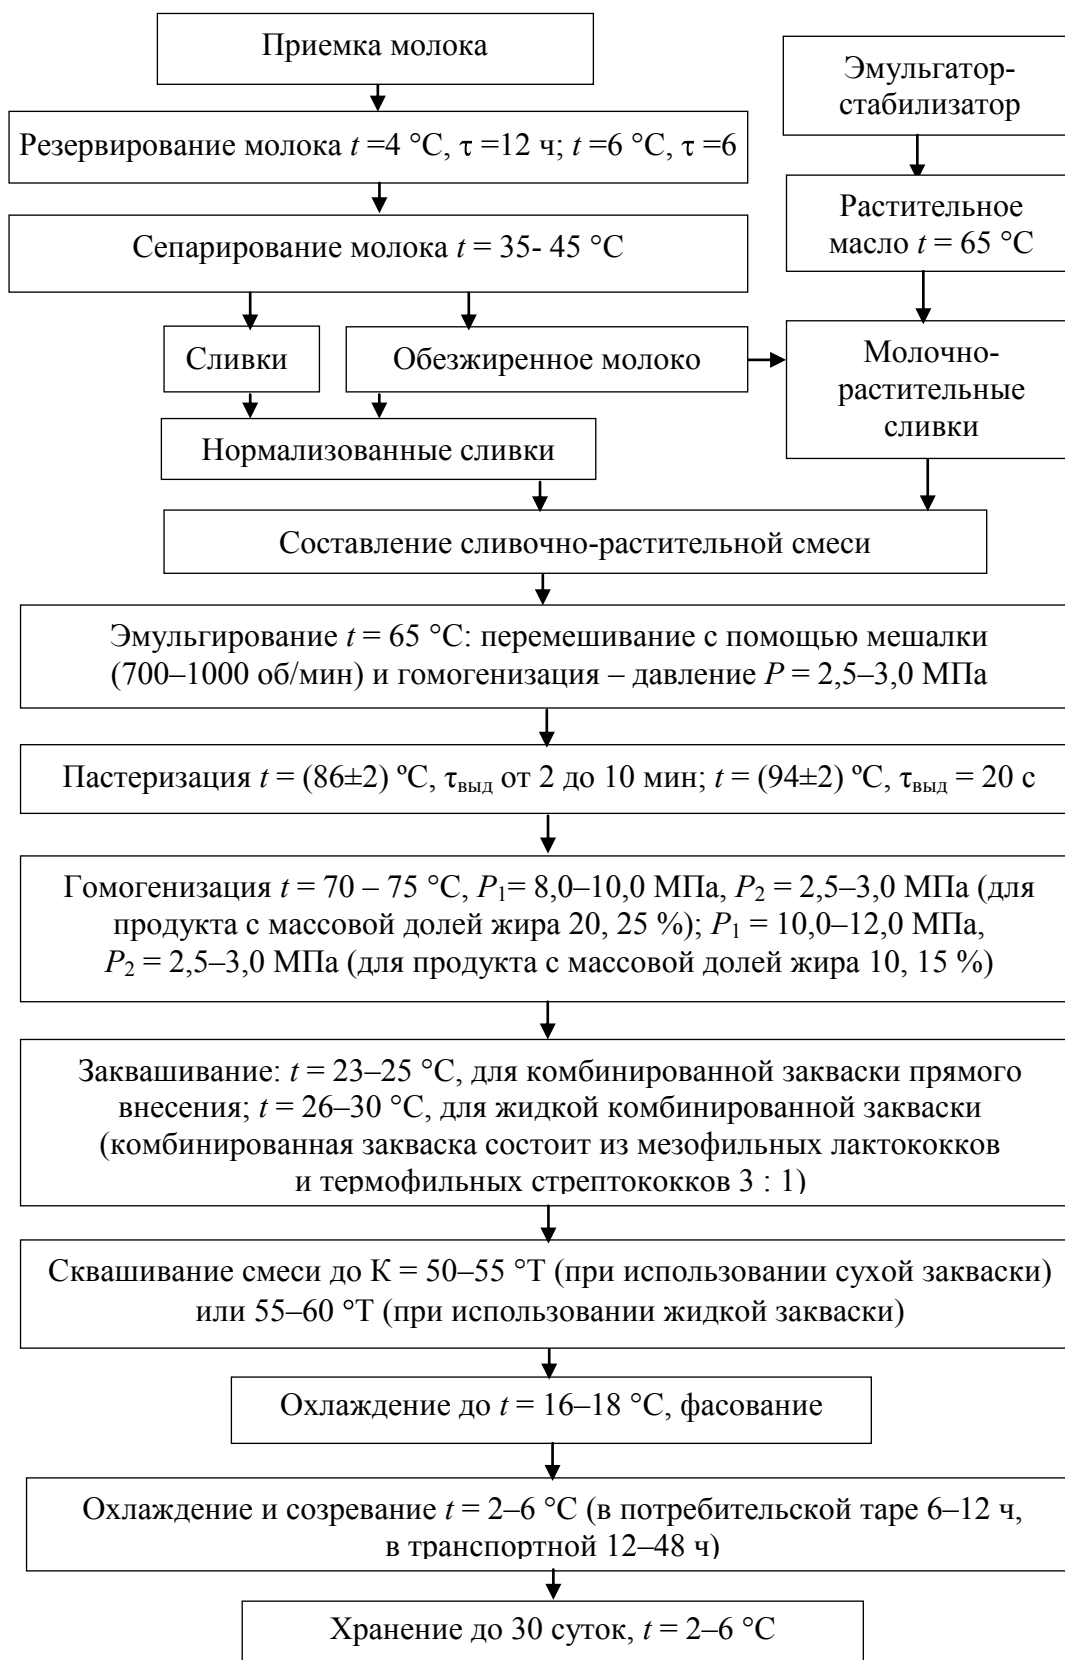 Приемка молока
Эмульгатор-
стабилизатор
Резервирование молока t =4 °С, τ =12 ч; t=6 °С, τ =6
Растительное
масло t = 65 °С
Сепарирование молока t = 35- 45 °С
Сливки
Обезжиренное молоко
Молочно-
растительные
сливки
Нормализованные сливки
Составление сливочно-растительной смеси
Эмульгирование t = 65 °С: перемешивание с помощью мешалки
(700–1000 об/мин) и гомогенизация – давление P = 2,5–3,0 МПа
Пастеризация t = (86±2) ºС, τвыд от 2 до 10 мин; t = (94±2) ºС, τвыд = 20 с
Гомогенизация t = 70 – 75 °С, P1= 8,0–10,0 МПа, P2 = 2,5–3,0 МПа (для
продукта с массовой долей жира 20, 25 %); P1 = 10,0–12,0 МПа,
P2 = 2,5–3,0 МПа (для продукта с массовой долей жира 10, 15 %)
Заквашивание: t = 23–25 °С, для комбинированной закваски прямого
внесения; t = 26–30 °С, для жидкой комбинированной закваски
(комбинированная закваска состоит из мезофильных лактококков
и термофильных стрептококков 3 : 1)
Сквашивание смеси до К = 50–55 °Т (при использовании сухой закваски)
или 55–60 °Т (при использовании жидкой закваски)
Охлаждение до t = 16–18 °С, фасование
Охлаждение и созревание t = 2–6 °С (в потребительской таре 6–12 ч,
в транспортной 12–48 ч)
Хранение до 30 суток, t = 2–6 °С